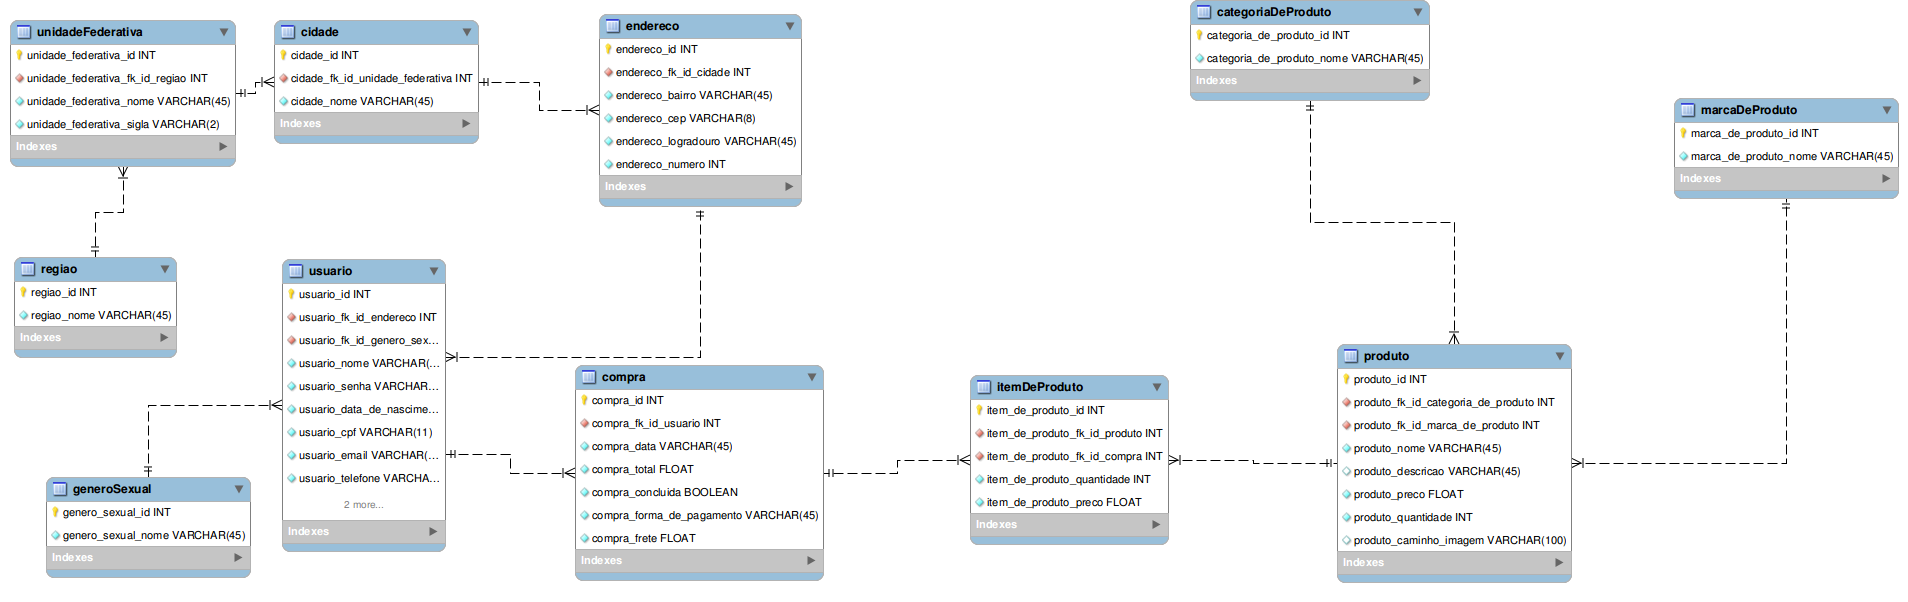 unidadeFederativa
unidade_federativa_id INT
unidade_federativa_fk_id_regiao INT
unidade_federativa_nome VARCHAR(45)
unidade_federativa_sigla VARCHAR(2)
Indexes
cidade
cidade_id INT
cidade_fk_id_unidade_federativa INT
cidade_nome VARCHAR(45)
Indexes
endereco
endereco_id INT
endereco_fk_id_cidade INT
endereco_bairro VARCHAR(45)
endereco_cep VARCHAR(8)
endereco_logradouro VARCHAR(45)
endereco_numero INT
Indexes
categoriaDeProduto
categoria_de_produto_id INT
categoria_de_produto_nome VARCHAR(45)
Indexes
marcaDeProduto
marca_de_produto_id INT
marca_de_produto_nome VARCHAR(45)
Indexes
regiao
regiao_id INT
regiao_nome VARCHAR(45)
Indexes
usuario
usuario_id INT
usuario_fk_id_endereco INT
usuario_fk_id_genero_sex...
usuario_nome VARCHAR(...
usuario_senha VARCHAR...
usuario_data_de_nascime...
usuario_cpf VARCHAR(11)
usuario_email VARCHAR(...
usuario_telefone VARCHA...
2 more...
Indexes
generoSexual
genero_sexual_id INT
genero_sexual_nome VARCHAR(45)
Indexes
compra
compra_id INT
compra_fk_id_usuario INT
compra_data VARCHAR(45)
compra_total FLOAT
compra_concluida BOOLEAN
compra_forma_de_pagamento VARCHAR(45)
compra_frete FLOAT
Indexes
itemDeProduto
item_de_produto_id INT
item_de_produto_fk_id_produto INT
item_de_produto_fk_id_compra INT
item_de_produto_quantidade INT
item_de_produto_preco FLOAT
Indexes
produto
produto_id INT
produto_fk_id_categoria_de_produto INT
produto_fk_id_marca_de_produto INT
produto_nome VARCHAR(45)
produto_descricao VARCHAR(45)
produto_preco FLOAT
produto_quantidade INT
produto_caminho_imagem VARCHAR(100)
Indexes